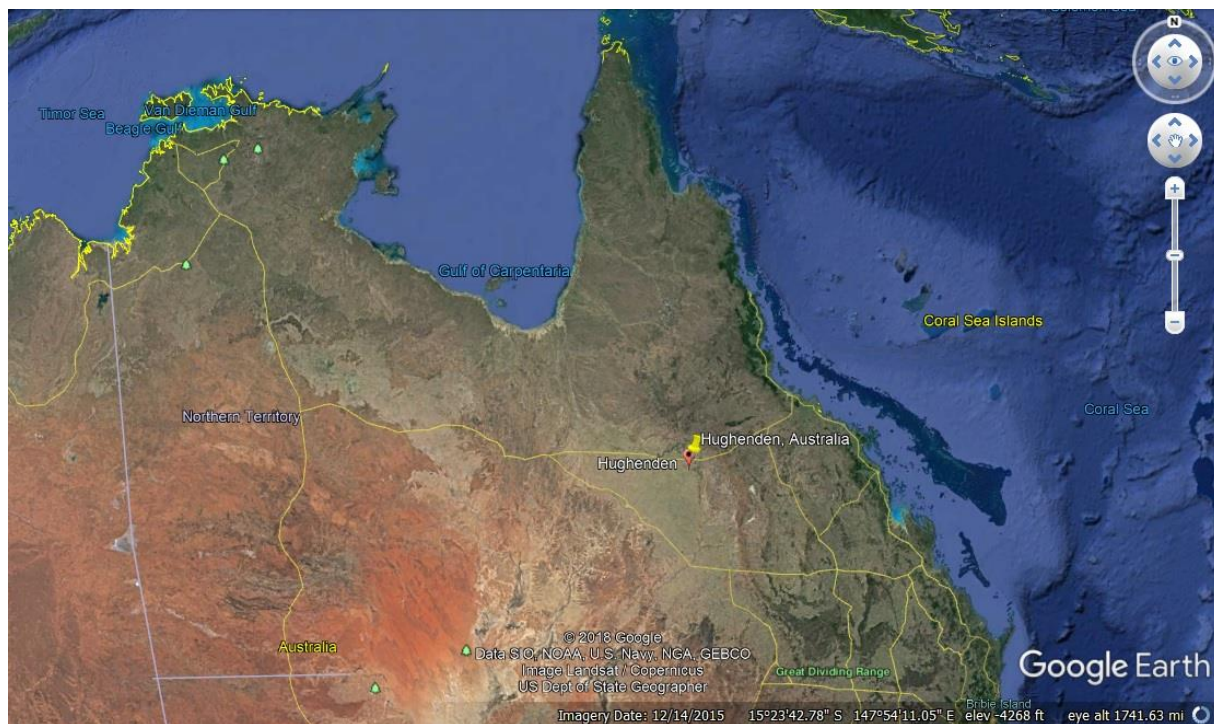 Solomon Sea
N
Timor Sea
Van Dieman Gulf
Beagle Gulf
Gulf of Carpentaria
Coral Sea Islands
Coral Sea
Northern Territory
Hughenden, Australia
Hughenden
Australia
© 2018 Google
Data SIO, NOAA, U.S. Navy, NGA, GEBCO
Image Landsat / Copernicus
US Dept of State Geographer
Great Dividing Range
Google Earth
Bribie Island
Imagery Date: 12/14/2015 15°23'42.78" S 147°54'11.05" E elev -4268 ft eye alt 1741.63 mi